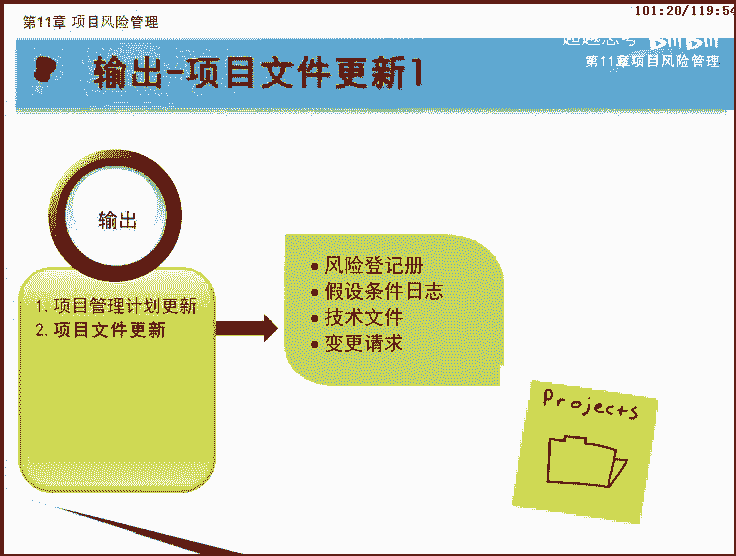 第11章 项目风险管理
101:20/119:54
第11章项目风险管理
输出-项目文件更新1
输出
1. 项目管理计划更新
2. 项目文件更新
• 风险登记册
• 假设条件日志
• 技术文件
• 变更请求
Projects